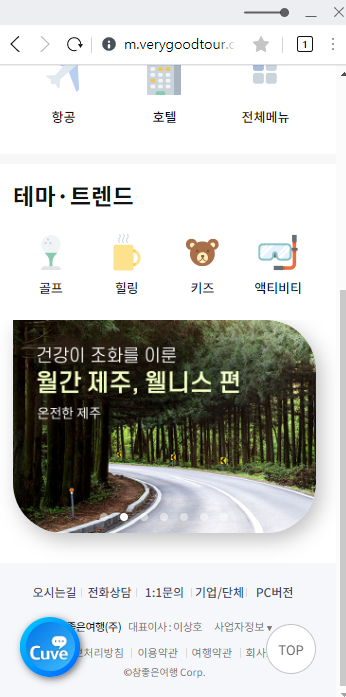 m.verygoodtour.c
1
항공 호텔 전체메뉴
테마·트렌드
골프 힐링 키즈 액티비티
건강이 조화를 이룬
월간 제주, 웰니스 편
온전한 제주
오시는길 전화상담 1:1문의 기업/단체 PC버전
좋은여행(주) 대표이사 : 이상호 사업자정보 ▾
보처리방침 이용약관 여행약관 회사
©참좋은여행 Corp.
Cuve
TOP